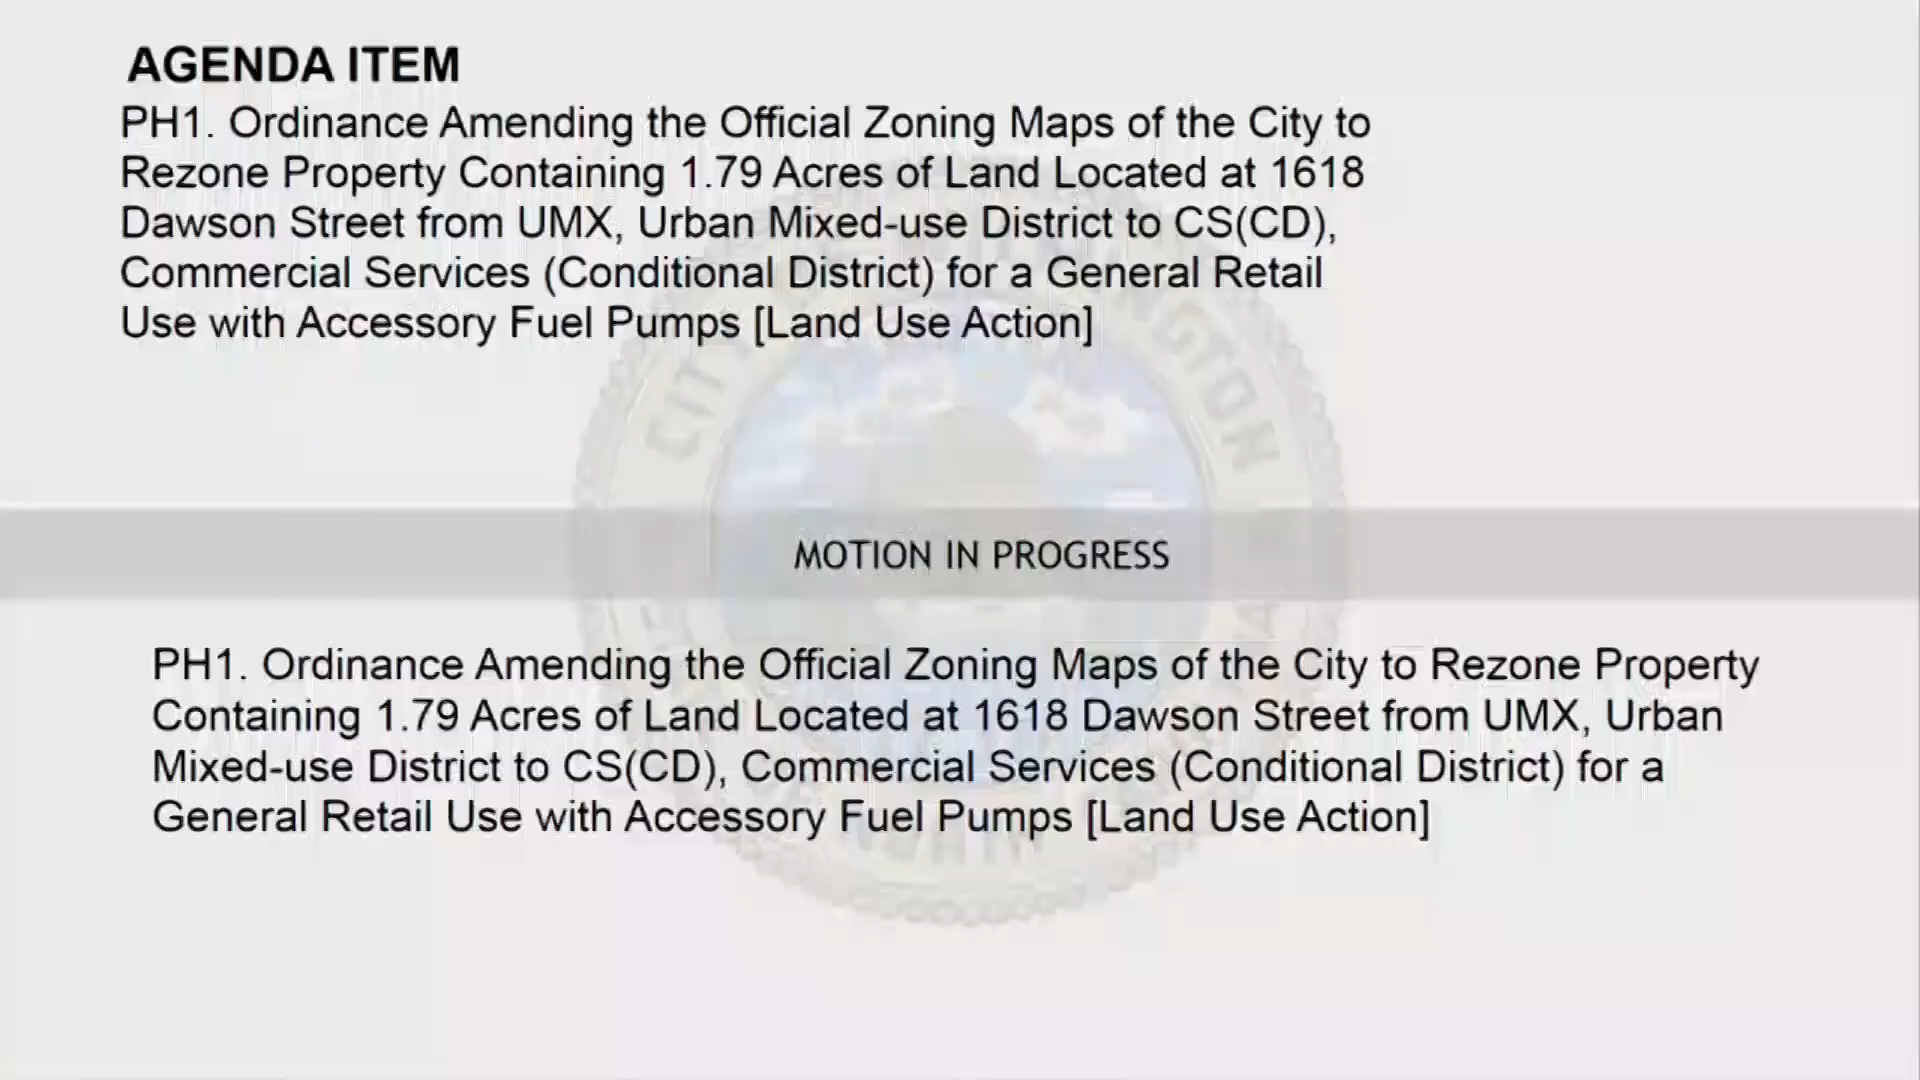 AGENDA ITEM
PH1. Ordinance Amending the Official Zoning Maps of the City to
Rezone Property Containing 1.79 Acres of Land Located at 1618
Dawson Street from UMX, Urban Mixed-use District to CS(CD),
Commercial Services (Conditional District) for a General Retail
Use with Accessory Fuel Pumps [Land Use Action]
MOTION IN PROGRESS
PH1. Ordinance Amending the Official Zoning Maps of the City to Rezone Property
Containing 1.79 Acres of Land Located at 1618 Dawson Street from UMX, Urban
Mixed-use District to CS(CD), Commercial Services (Conditional District) for a
General Retail Use with Accessory Fuel Pumps [Land Use Action]